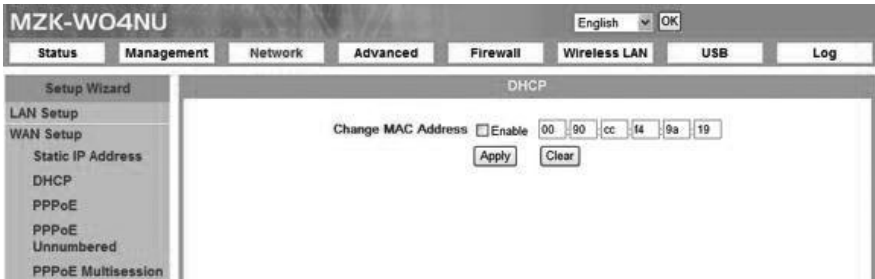 MZK-WO4NU
English OK
Status Management Network Advanced Firewall Wireless LAN USB Log
Setup Wizard
LAN Setup
WAN Setup
Static IP Address
DHCP
PPPoE
PPPoE
Unnumbered
PPPoE Multisession
DHCP
Change MAC Address Enable 00 : 90 : cc : f4 : 9a : 19
Apply Clear